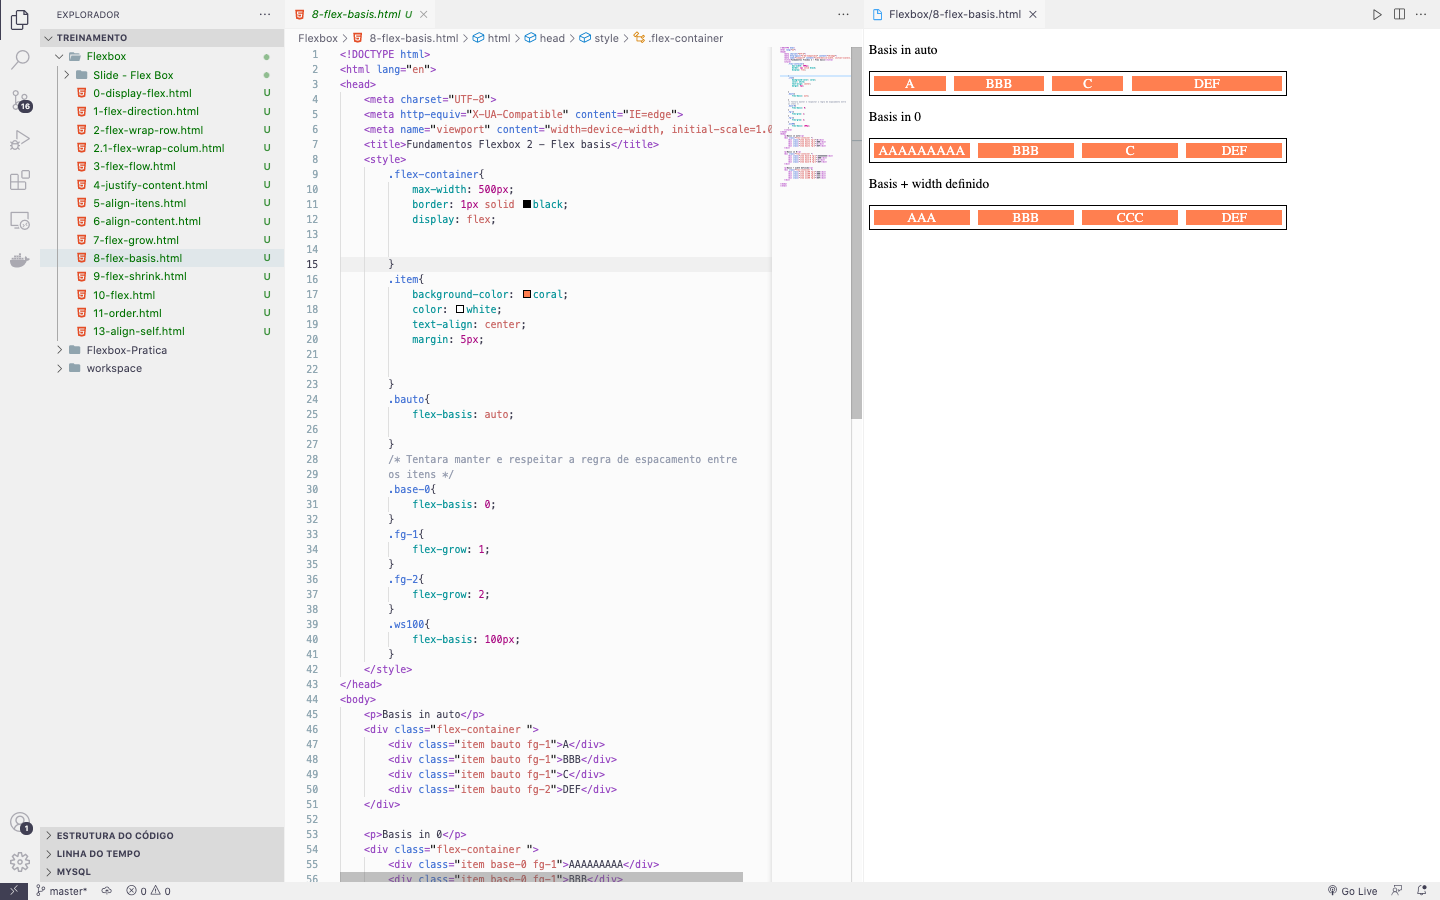 EXPLORADOR
TREINAMENTO
Flexbox
Slide - Flex Box
0-display-flex.html U
1-flex-direction.html U
2-flex-wrap-row.html U
2.1-flex-wrap-colum.html U
3-flex-flow.html U
4-justify-content.html U
5-align-itens.html U
6-align-content.html U
7-flex-grow.html U
8-flex-basis.html U
9-flex-shrink.html U
10-flex.html U
11-order.html U
13-align-self.html U
Flexbox-Pratica
workspace
16
1
ESTRUTURA DO CÓDIGO
LINHA DO TEMPO
MYSQL
8-flex-basis.html U
Flexbox > 8-flex-basis.html > html > head > style > .flex-container
1 <!DOCTYPE html>
2 <html lang="en">
3 <head>
4 <meta charset="UTF-8">
5 <meta http-equiv="X-UA-Compatible" content="IE=edge">
6 <meta name="viewport" content="width=device-width, initial-scale=1.0
7 <title>Fundamentos Flexbox 2 - Flex basis</title>
8 <style>
9 .flex-container{
10 max-width: 500px;
11 border: 1px solid black;
12 display: flex;
13
14
15 }
16 .item{
17 background-color: coral;
18 color: white;
19 text-align: center;
20 margin: 5px;
21
22
23 }
24 .bauto{
25 flex-basis: auto;
26
27 }
28 /* Tentara manter e respeitar a regra de espacamento entre
29 os itens */
30 .base-0{
31 flex-basis: 0;
32 }
33 .fg-1{
34 flex-grow: 1;
35 }
36 .fg-2{
37 flex-grow: 2;
38 }
39 .ws100{
40 flex-basis: 100px;
41 }
42 </style>
43 </head>
44 <body>
45 <p>Basis in auto</p>
46 <div class="flex-container ">
47 <div class="item bauto fg-1">A</div>
48 <div class="item bauto fg-1">BBB</div>
49 <div class="item bauto fg-1">C</div>
50 <div class="item bauto fg-2">DEF</div>
51 </div>
52
53 <p>Basis in 0</p>
54 <div class="flex-container ">
55 <div class="item base-0 fg-1">AAAAAAAAA</div>
56 <div class="item base-0 fg-1">BBB</div>
Flexbox/8-flex-basis.html
Basis in auto
A BBB C DEF
Basis in 0
AAAAAAAAA BBB C DEF
Basis + width definido
AAA BBB CCC DEF
master* 0 0
Go Live